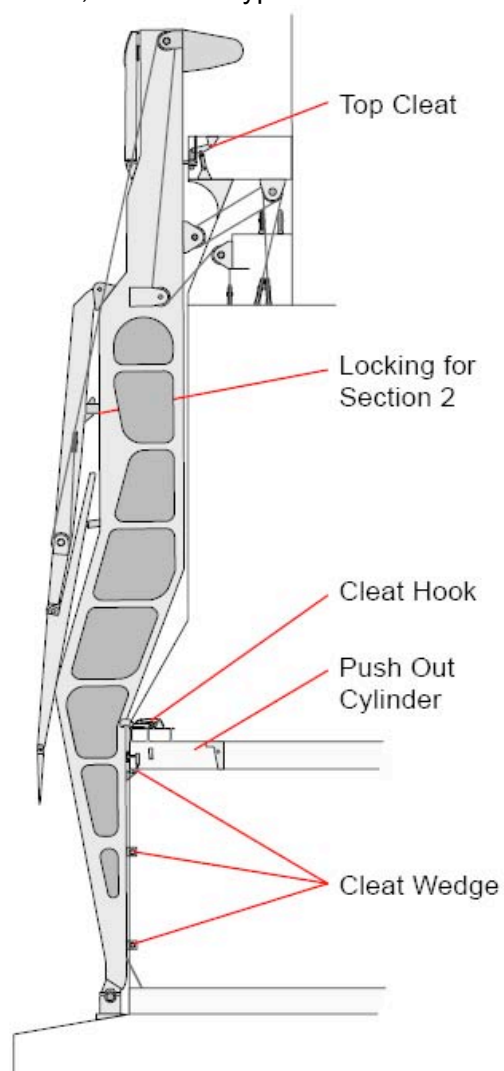 Top Cleat
Locking for
Section 2
Cleat Hook
Push Out
Cylinder
Cleat Wedge